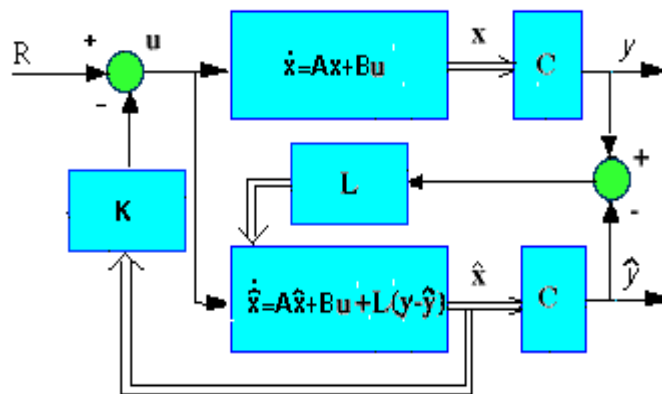 R
+
-
u
ẋ=Ax+Bu
x
C
y
+
-
L
K
x̂̇=Ax̂+Bu+L(y-ŷ)
x̂
C
ŷ